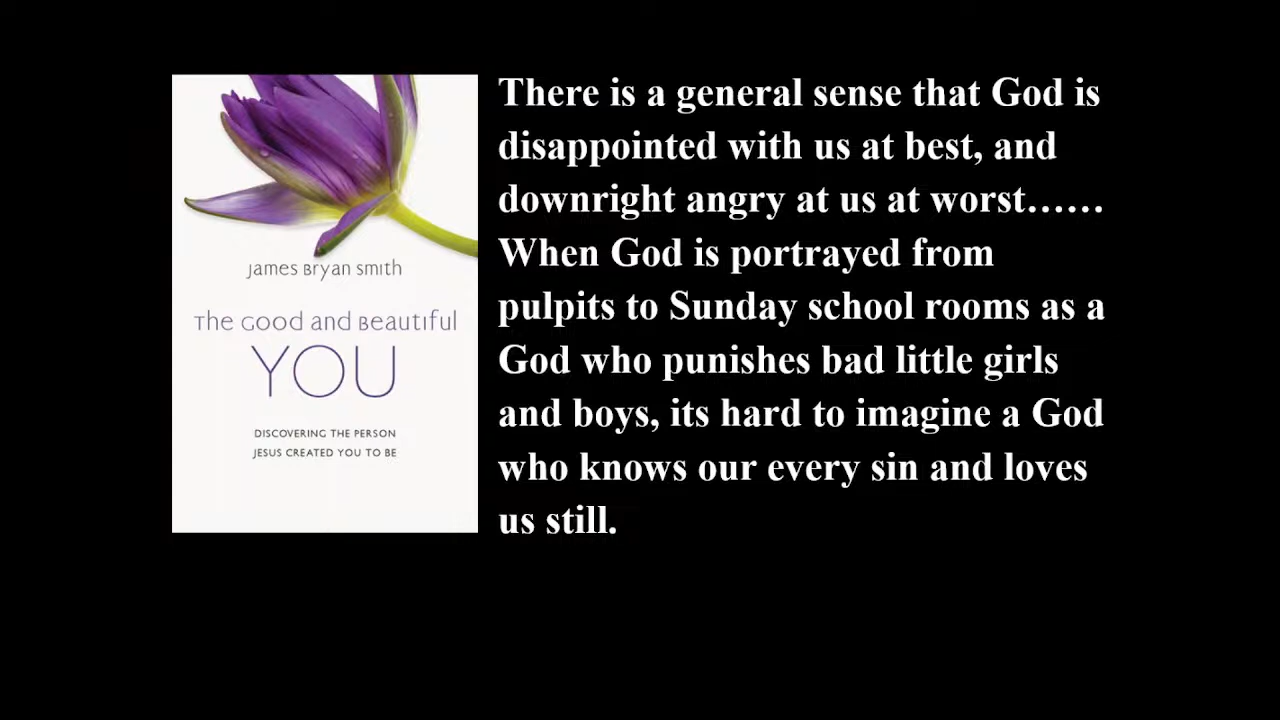 James Bryan Smith
The Good and Beautiful
YOU
DISCOVERING THE PERSON
JESUS CREATED YOU TO BE
There is a general sense that God is
disappointed with us at best, and
downright angry at us at worst……
When God is portrayed from
pulpits to Sunday school rooms as a
God who punishes bad little girls
and boys, its hard to imagine a God
who knows our every sin and loves
us still.